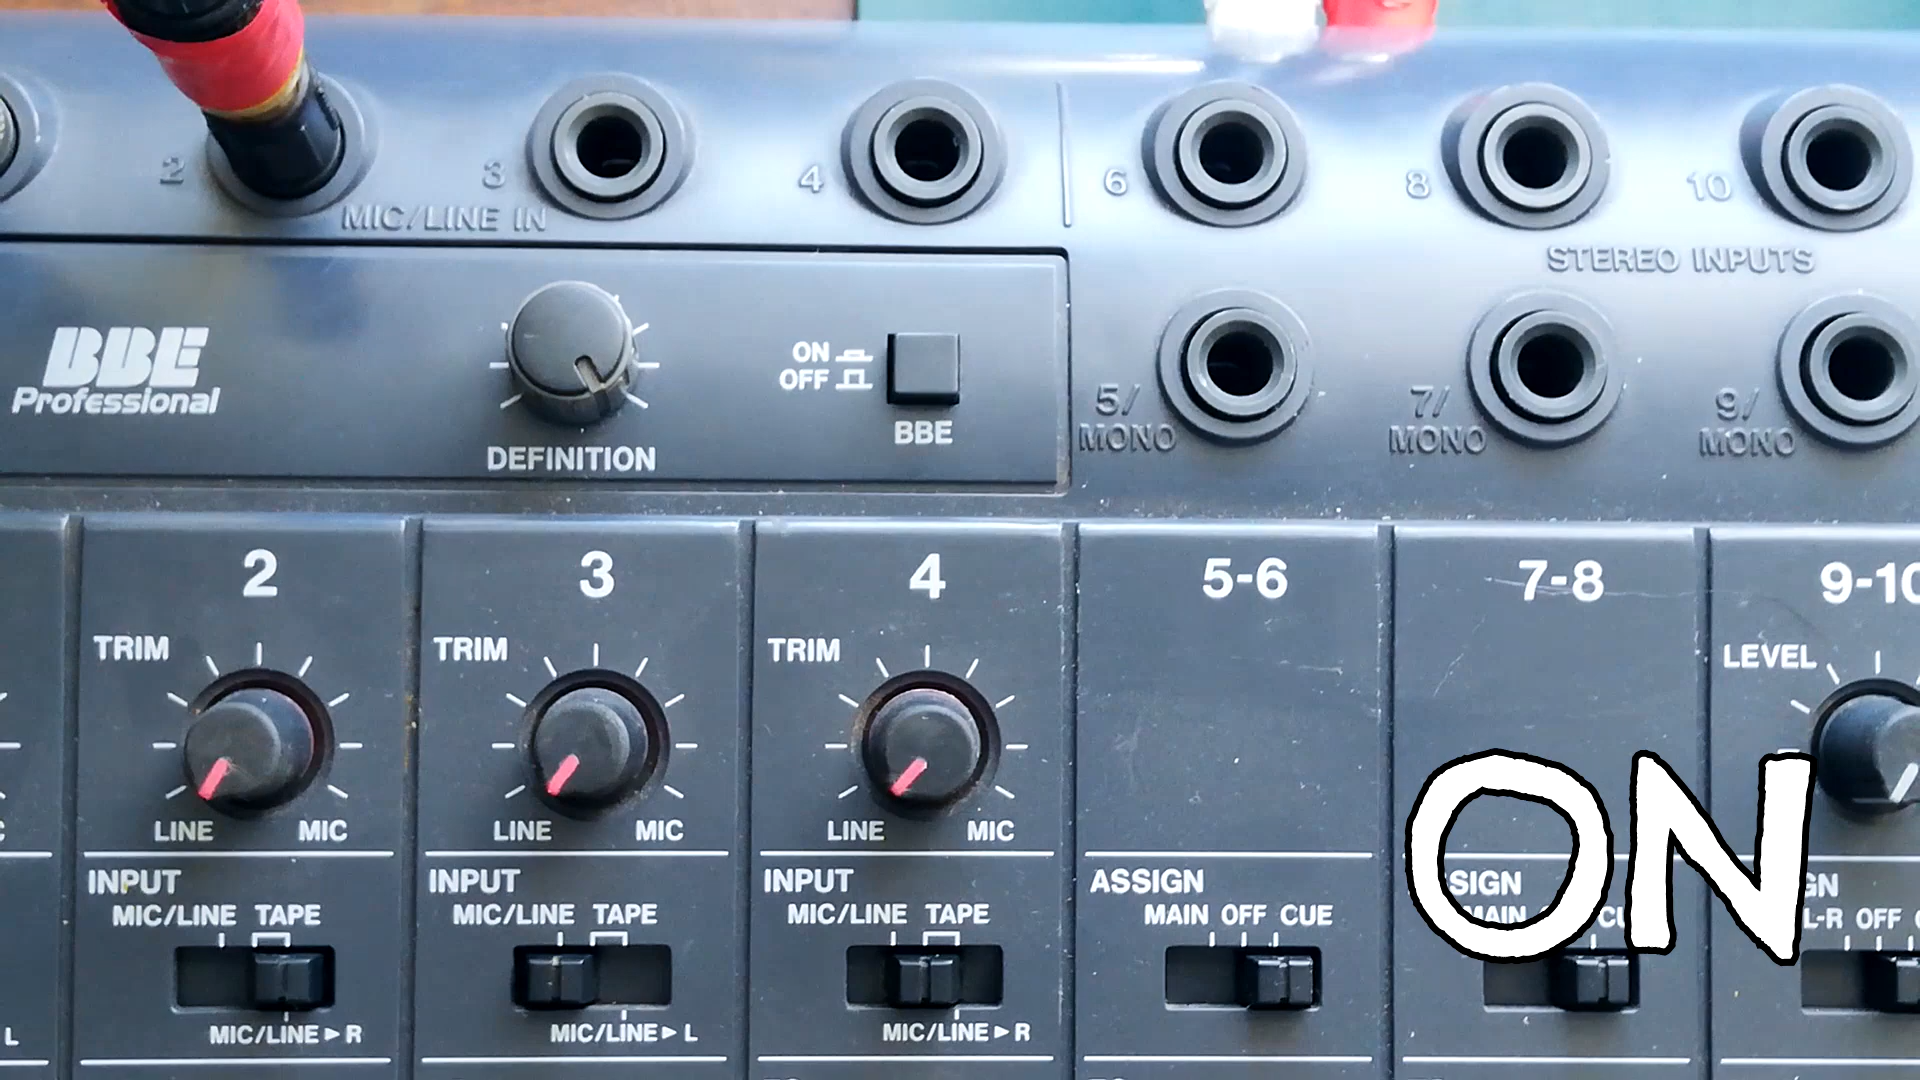 2 3 4 6 8 10
MIC/LINE IN
STEREO INPUTS
BBE
Professional
DEFINITION
ON
OFF
BBE
5/
MONO
7/
MONO
9/
MONO
2 3 4 5-6 7-8 9-10
TRIM TRIM TRIM LEVEL
LINE MIC LINE MIC LINE MIC
ON
INPUT INPUT INPUT ASSIGN
MIC/LINE TAPE MIC/LINE TAPE MIC/LINE TAPE MAIN OFF CUE L-R OFF
L MIC/LINE▶R MIC/LINE▶L MIC/LINE▶R